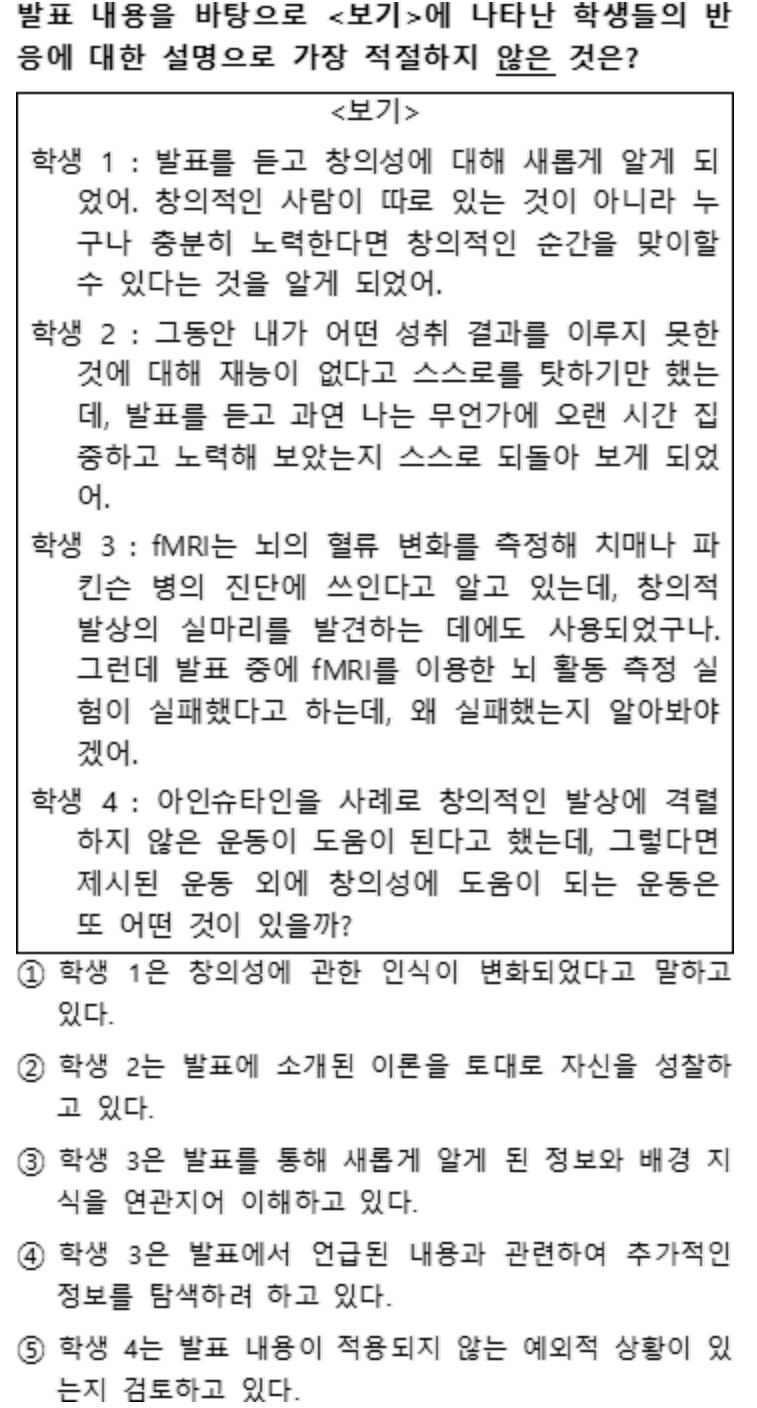 발표 내용을 바탕으로 <보기>에 나타난 학생들의 반
응에 대한 설명으로 가장 적절하지 않은 것은?
<보기>
학생 1 : 발표를 듣고 창의성에 대해 새롭게 알게 되
었어. 창의적인 사람이 따로 있는 것이 아니라 누
구나 충분히 노력한다면 창의적인 순간을 맞이할
수 있다는 것을 알게 되었어.
학생 2 : 그동안 내가 어떤 성취 결과를 이루지 못한
것에 대해 재능이 없다고 스스로를 탓하기만 했는
데, 발표를 듣고 과연 나는 무언가에 오랜 시간 집
중하고 노력해 보았는지 스스로 되돌아 보게 되었
어.
학생 3 : fMRI는 뇌의 혈류 변화를 측정해 치매나 파
킨슨 병의 진단에 쓰인다고 알고 있는데, 창의적
발상의 실마리를 발견하는 데에도 사용되었구나.
그런데 발표 중에 fMRI를 이용한 뇌 활동 측정 실
험이 실패했다고 하는데, 왜 실패했는지 알아봐야
겠어.
학생 4 : 아인슈타인을 사례로 창의적인 발상에 격렬
하지 않은 운동이 도움이 된다고 했는데, 그렇다면
제시된 운동 외에 창의성에 도움이 되는 운동은
또 어떤 것이 있을까?
① 학생 1은 창의성에 관한 인식이 변화되었다고 말하고
있다.
② 학생 2는 발표에 소개된 이론을 토대로 자신을 성찰하
고 있다.
③ 학생 3은 발표를 통해 새롭게 알게 된 정보와 배경 지
식을 연관지어 이해하고 있다.
④ 학생 3은 발표에서 언급된 내용과 관련하여 추가적인
정보를 탐색하려 하고 있다.
⑤ 학생 4는 발표 내용이 적용되지 않는 예외적 상황이 있
는지 검토하고 있다.